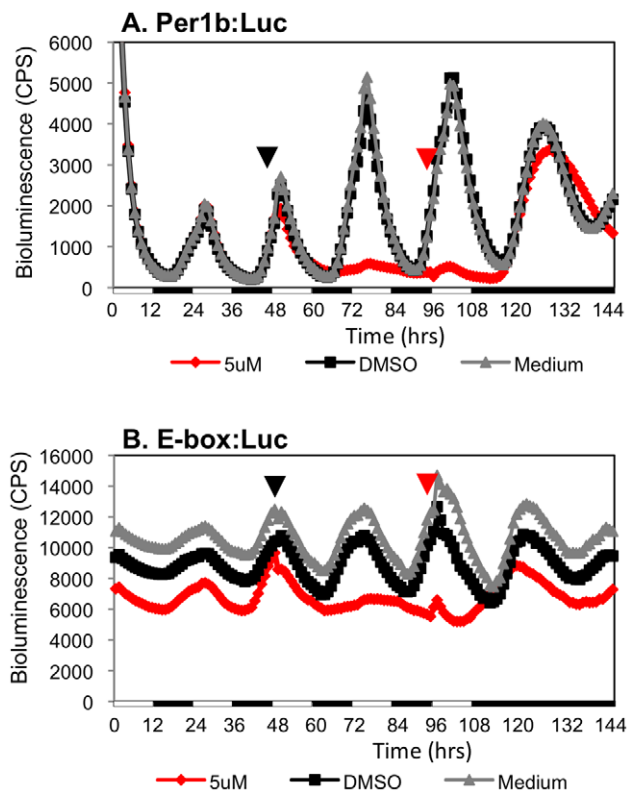 A. Per1b:Luc
6000
5000
4000
3000
2000
1000
0
Bioluminescence (CPS)
0 12 24 36 48 60 72 84 96 108 120 132 144
Time (hrs)
5uM DMSO Medium
B. E-box:Luc
16000
14000
12000
10000
8000
6000
4000
2000
0
Bioluminescence (CPS)
0 12 24 36 48 60 72 84 96 108 120 132 144
Time (hrs)
5uM DMSO Medium